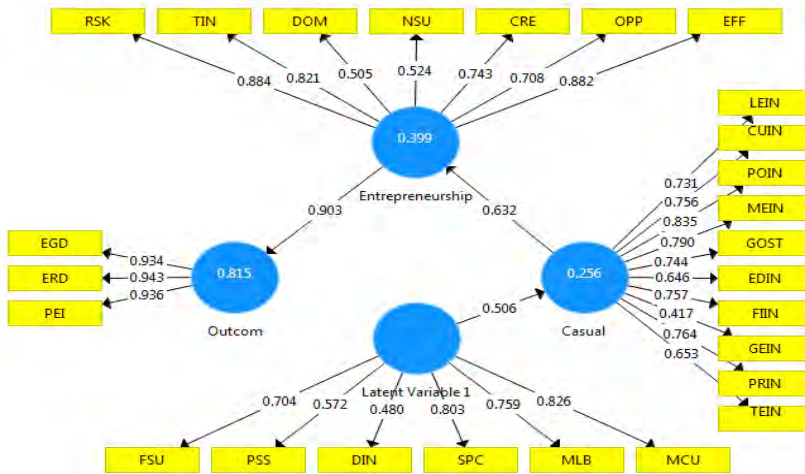 RSK TIN DOM NSU CRE OPP EFF
0.884 0.821 0.505 0.524 0.743 0.708 0.882
0.399
Entrepreneurship
0.903
0.632
LEIN
CUIN
POIN
MEIN
GOST
EDIN
FIIN
GEIN
PRIN
TEIN
0.731
0.756
0.835
0.790
0.744
0.646
0.757
0.417
0.764
0.653
EGD
ERD
PEI
0.934
0.943
0.936
0.815
Outcom
0.256
Casual
0.506
Latent Variable 1
0.704 0.572 0.480 0.803 0.759 0.826
FSU PSS DIN SPC MLB MCU